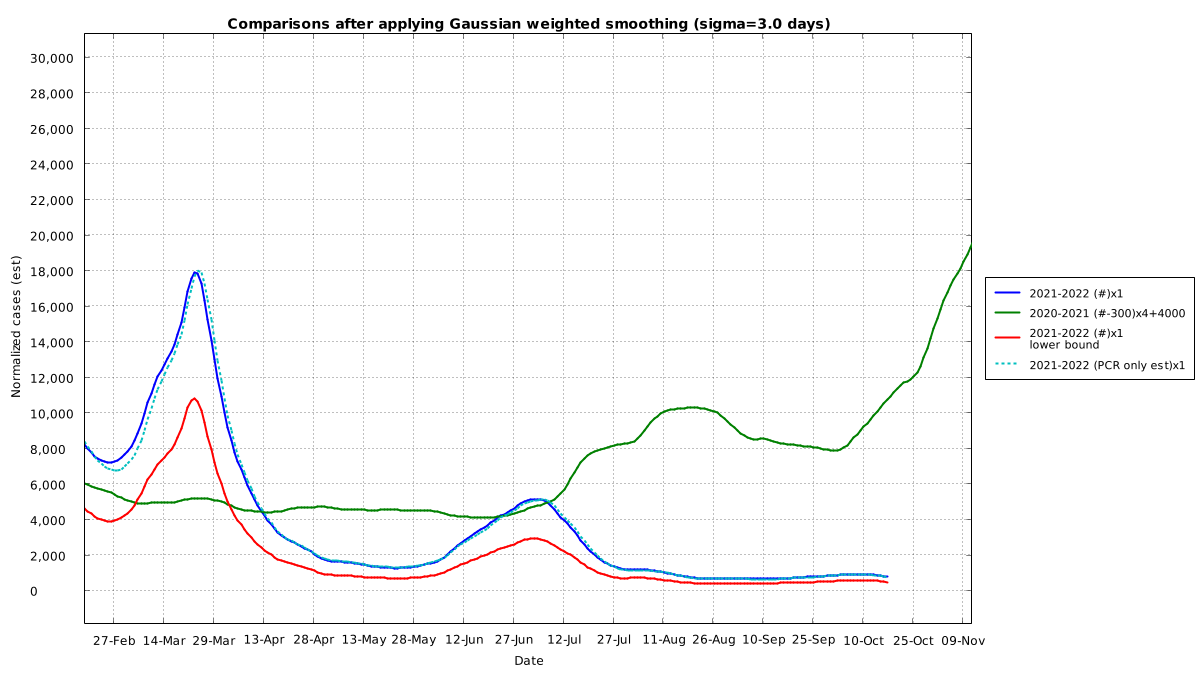 Comparisons after applying Gaussian weighted smoothing (sigma=3.0 days)
30,000
28,000
26,000
24,000
22,000
20,000
18,000
16,000
14,000
12,000
10,000
8,000
6,000
4,000
2,000
0
Normalized cases (est)
27-Feb 14-Mar 29-Mar 13-Apr 28-Apr 13-May 28-May 12-Jun 27-Jun 12-Jul 27-Jul 11-Aug 26-Aug 10-Sep 25-Sep 10-Oct 25-Oct 09-Nov
Date
2021-2022 (#)x1
2020-2021 (#-300)x4+4000
2021-2022 (#)x1
lower bound
2021-2022 (PCR only est)x1